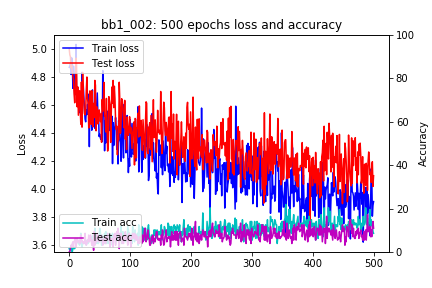 bb1_002: 500 epochs loss and accuracy
Train loss
Test loss
Train acc
Test acc
Loss
5.0
4.8
4.6
4.4
4.2
4.0
3.8
3.6
Accuracy
100
80
60
40
20
0
0 100 200 300 400 500